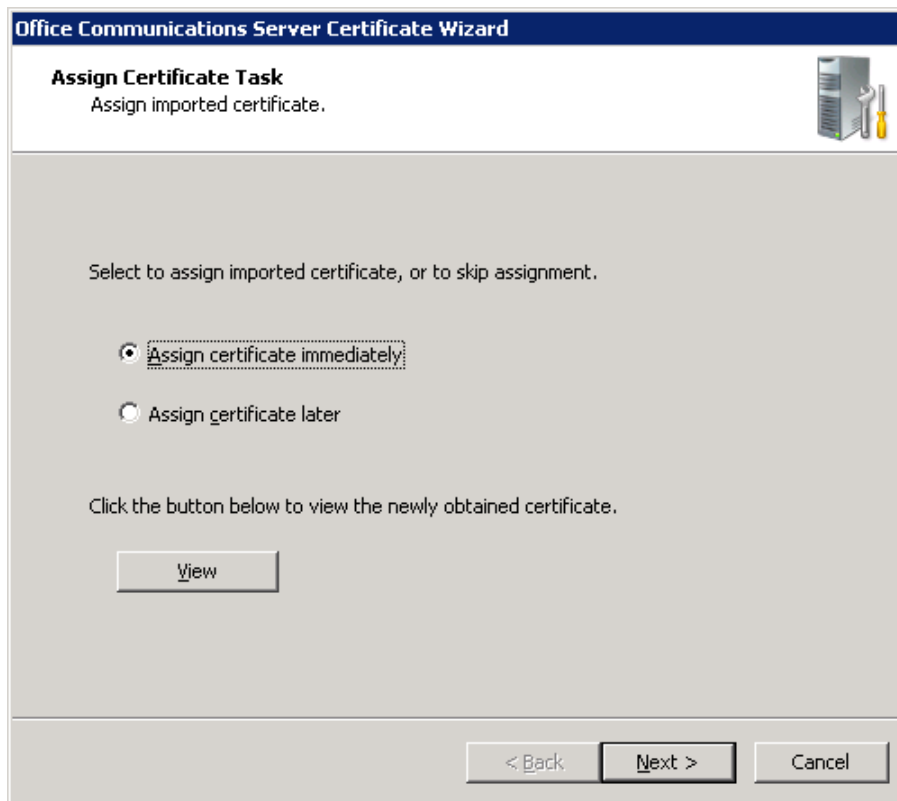 Office Communications Server Certificate Wizard
Assign Certificate Task
Assign imported certificate.
Select to assign imported certificate, or to skip assignment.
Assign certificate immediately
Assign certificate later
Click the button below to view the newly obtained certificate.
View
< Back Next > Cancel